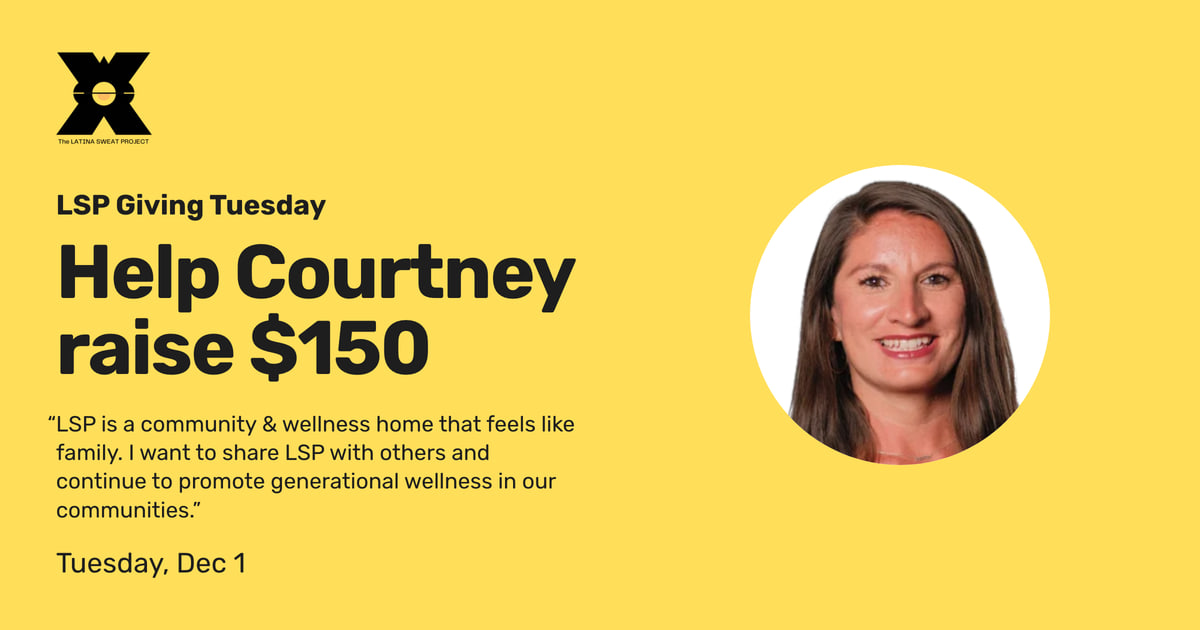 The LATINA SWEAT PROJECT
LSP Giving Tuesday
Help Courtney
raise $150
“LSP is a community & wellness home that feels like
family. I want to share LSP with others and
continue to promote generational wellness in our
communities.”
Tuesday, Dec 1